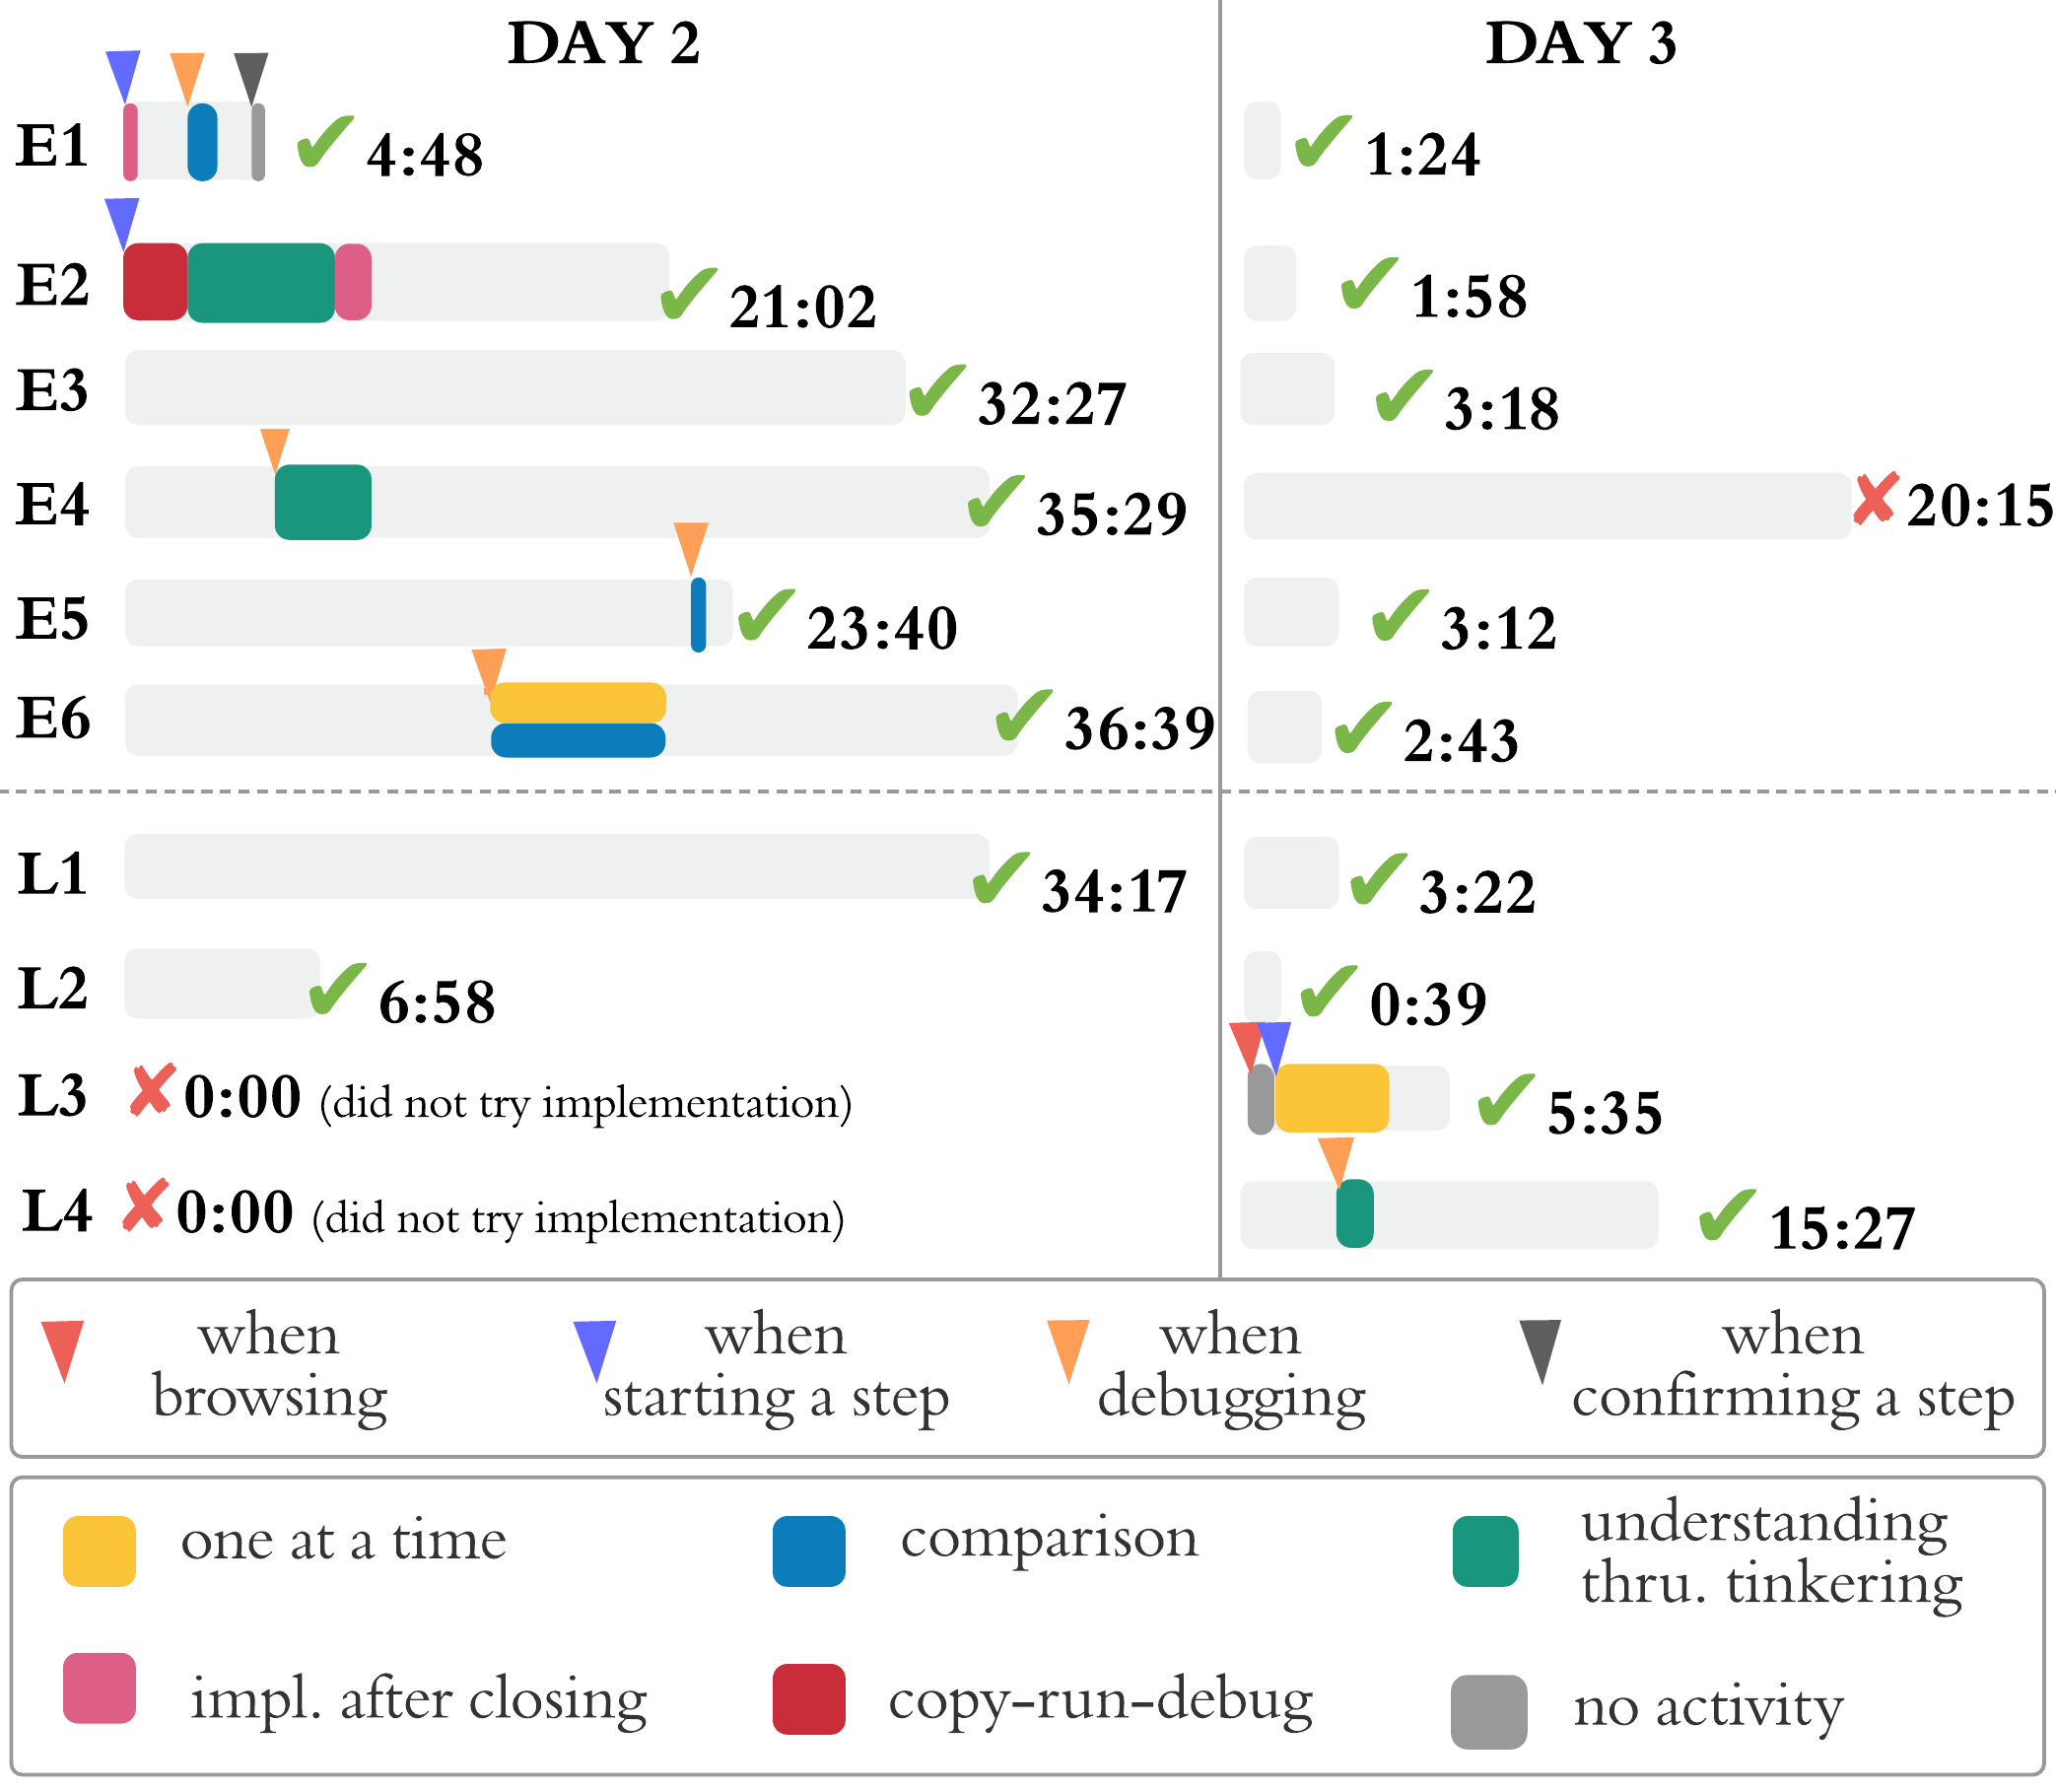 DAY 2 DAY 3
E1 ✔ 4:48 ✔ 1:24
E2 ✔ 21:02 ✔ 1:58
E3 ✔ 32:27 ✔ 3:18
E4 ✔ 35:29 ✘ 20:15
E5 ✔ 23:40 ✔ 3:12
E6 ✔ 36:39 ✔ 2:43
L1 ✔ 34:17 ✔ 3:22
L2 ✔ 6:58 ✔ 0:39
L3 ✘ 0:00 (did not try implementation) ✔ 5:35
L4 ✘ 0:00 (did not try implementation) ✔ 15:27
when browsing
when starting a step
when debugging
when confirming a step
one at a time
comparison
understanding
thru. tinkering
impl. after closing
copy-run-debug
no activity